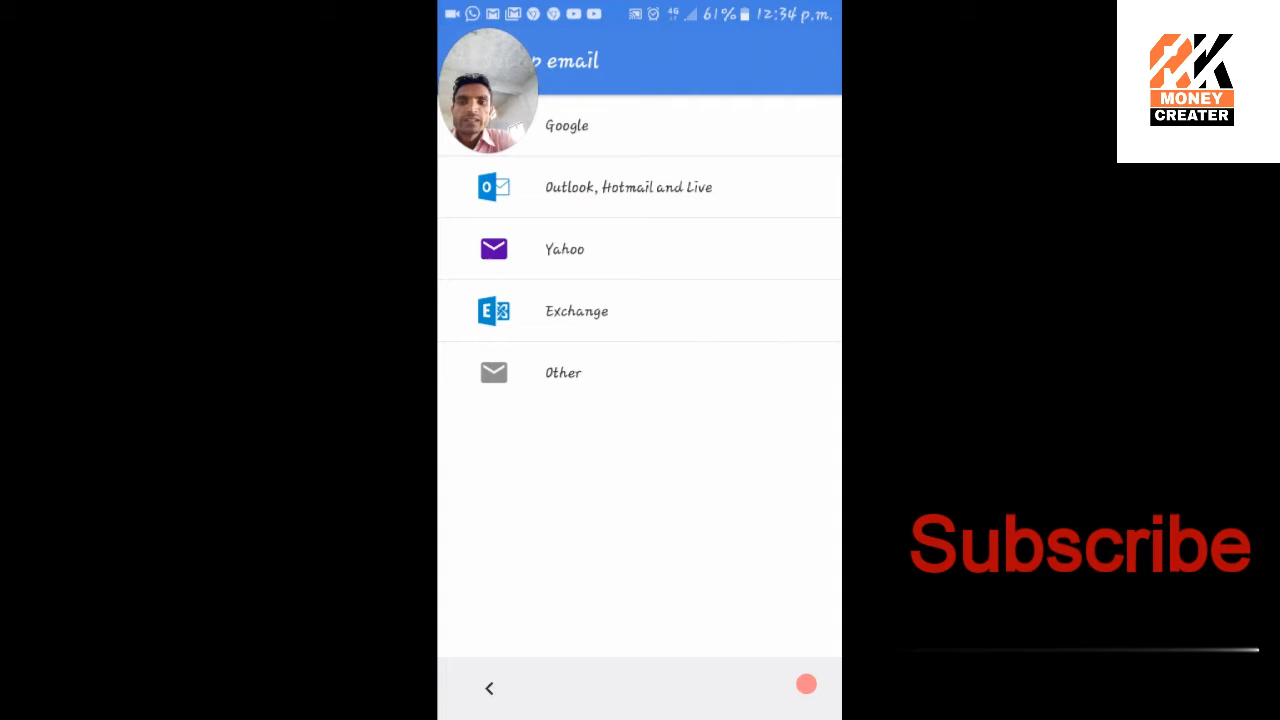 61% 12:34 p.m.
email
Google
Outlook, Hotmail and Live
Yahoo
Exchange
Other
MONEY
CREATER
Subscribe